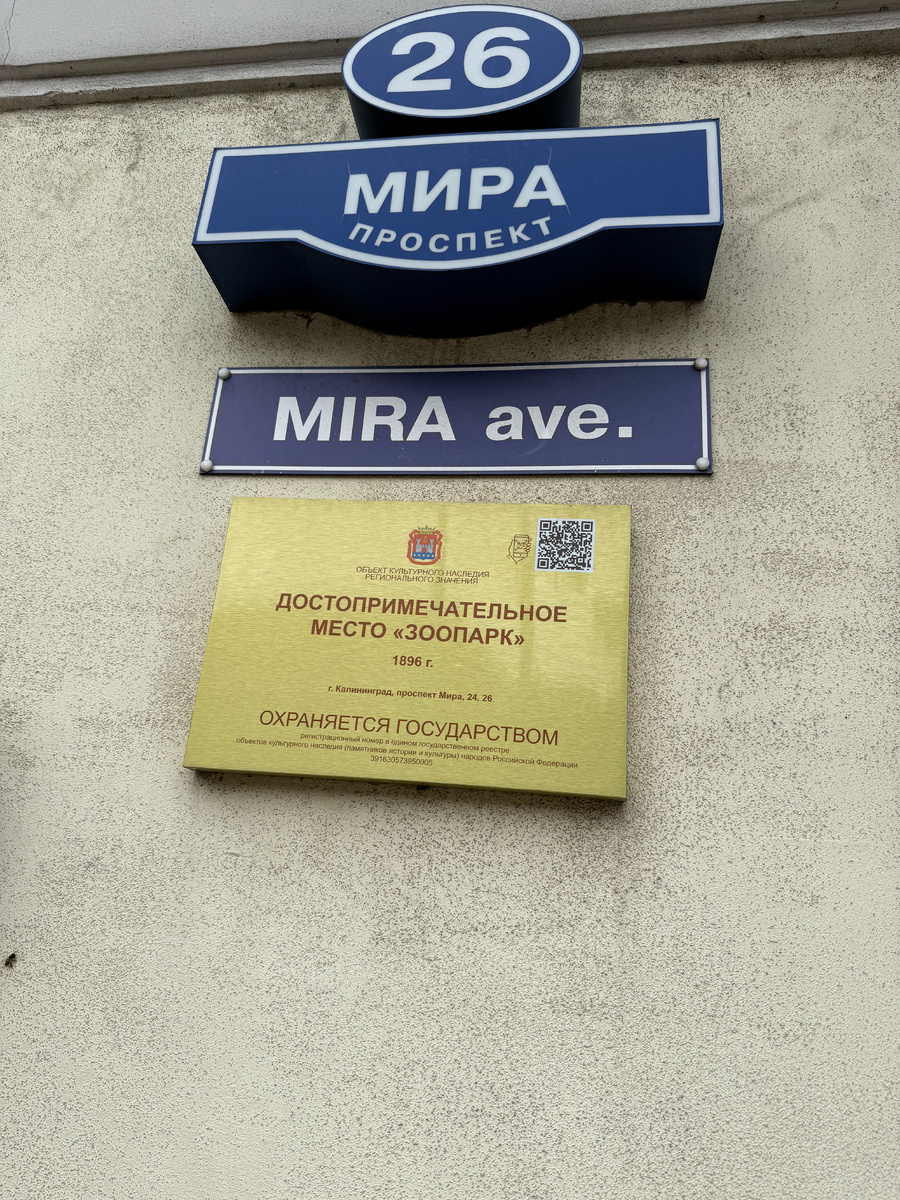 26
МИРА
ПРОСПЕКТ
MIRA ave.
ОБЪЕКТ КУЛЬТУРНОГО НАСЛЕДИЯ
РЕГИОНАЛЬНОГО ЗНАЧЕНИЯ
ДОСТОПРИМЕЧАТЕЛЬНОЕ
МЕСТО «ЗООПАРК»
1896 г.
г. Калининград, проспект Мира, 24, 26
ОХРАНЯЕТСЯ ГОСУДАРСТВОМ
регистрационный номер в едином государственном реестре
объектов культурного наследия (памятников истории и культуры) народов Российской Федерации
391630573950005